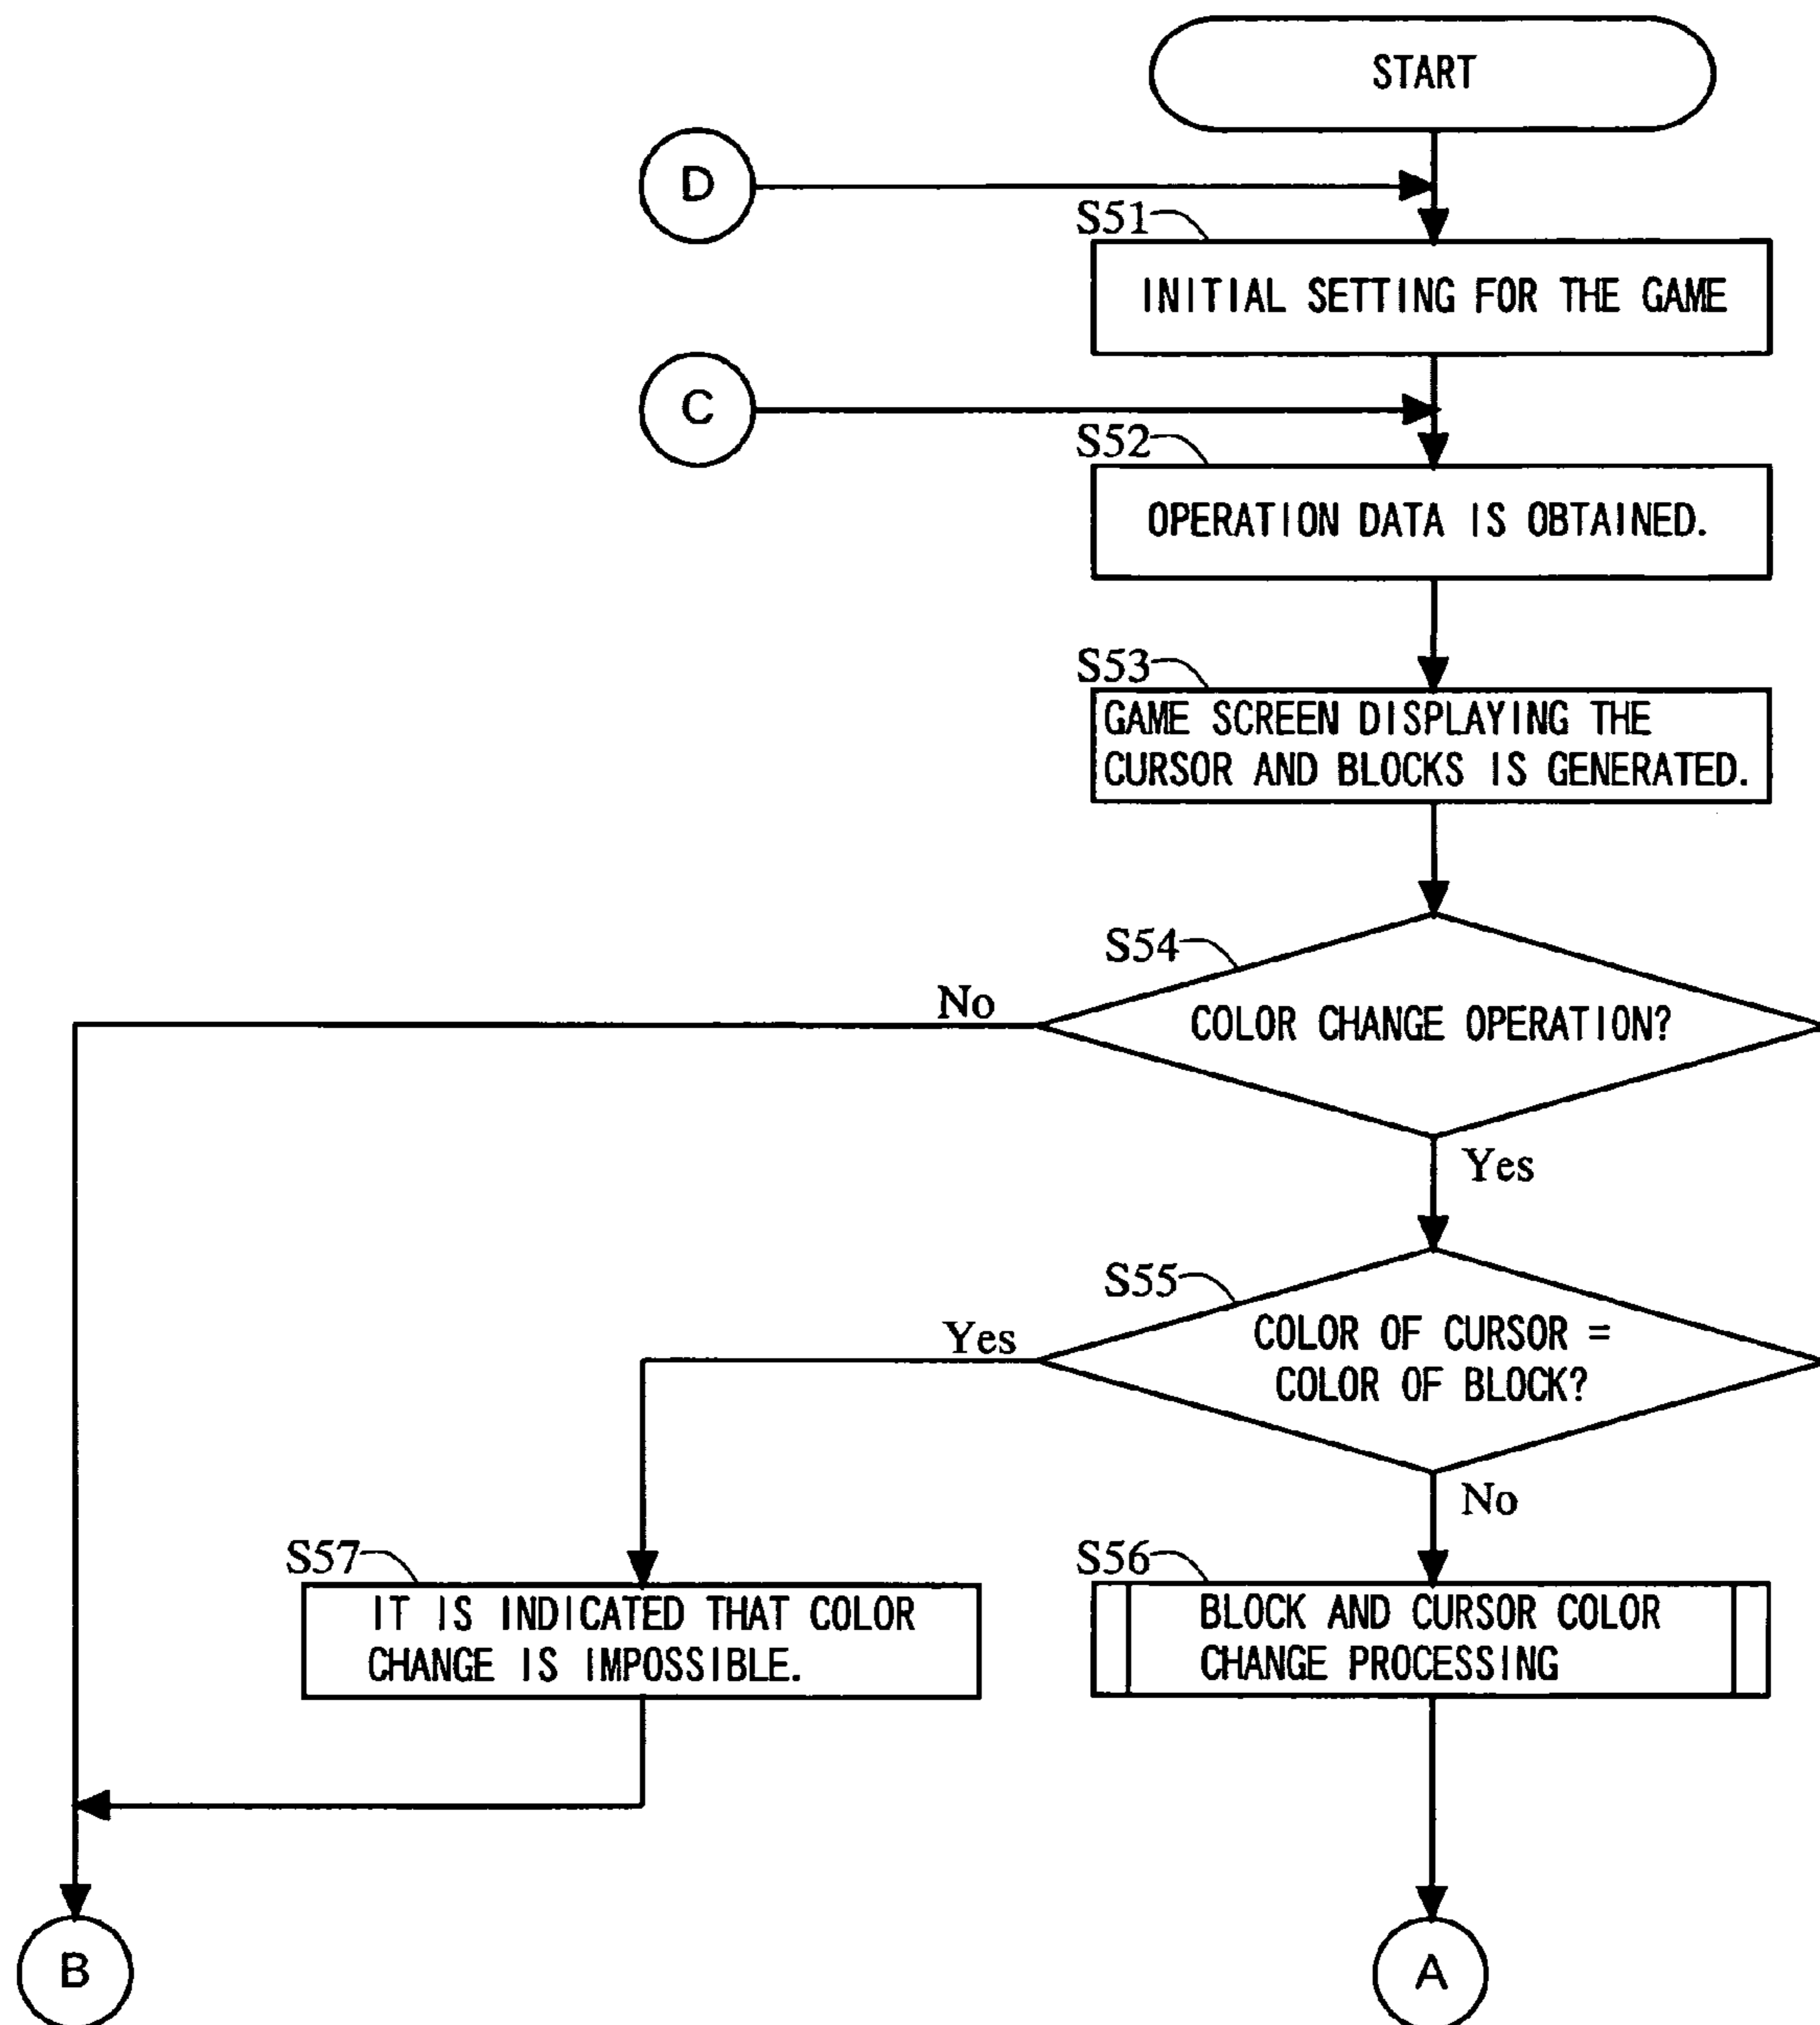 START
D
S51
INITIAL SETTING FOR THE GAME
C
S52
OPERATION DATA IS OBTAINED.
S53
GAME SCREEN DISPLAYING THE
CURSOR AND BLOCKS IS GENERATED.
S54
No
COLOR CHANGE OPERATION?
Yes
S55
Yes
COLOR OF CURSOR =
COLOR OF BLOCK?
No
S57
IT IS INDICATED THAT COLOR
CHANGE IS IMPOSSIBLE.
S56
BLOCK AND CURSOR COLOR
CHANGE PROCESSING
B
A